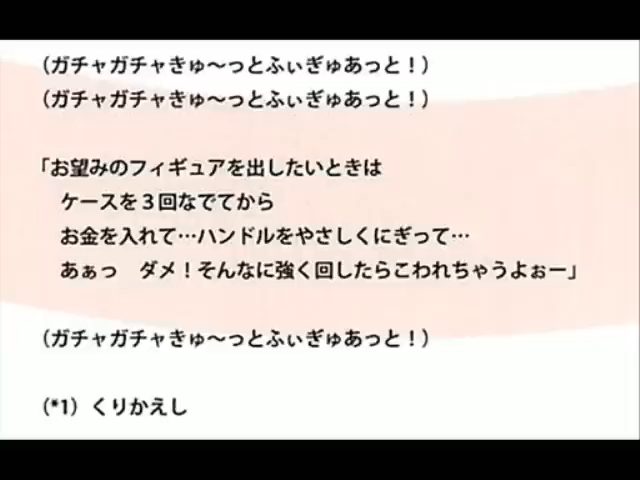 （ガチャガチャきゅ～っとふぃぎゅあっと！）
（ガチャガチャきゅ～っとふぃぎゅあっと！）
「お望みのフィギュアを出したいときは
ケースを３回なでてから
お金を入れて…ハンドルをやさしくにぎって…
あぁっ　ダメ！そんなに強く回したらこわれちゃうよぉー」
（ガチャガチャきゅ～っとふぃぎゅあっと！）
（*1）くりかえし